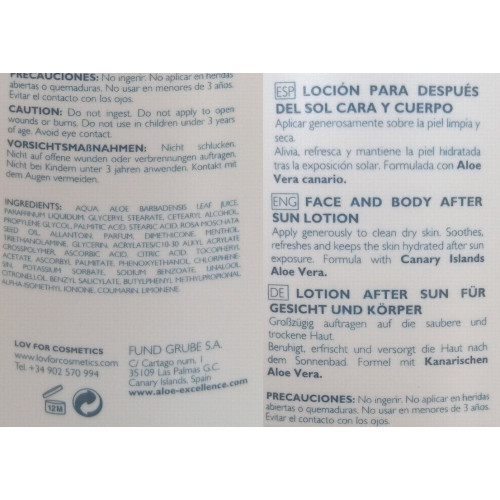 PRECAUCIONES: No ingerir. No aplicar en heridas
abiertas o quemaduras. No usar en menores de 3 años.
Evitar el contacto con los ojos.
CAUTION: Do not ingest. Do not apply to open
wounds or burns. Do not use in children under 3 years
of age. Avoid eye contact.
VORSICHTSMAßNAHMEN: Nicht schlucken.
Nicht auf offene wunden oder verbrennungen auftragen.
Nicht bei Kindern unter 3 jahren anwenden. Kontakt mit
dem Augen vermeiden.
INGREDIENTS: AQUA, ALOE BARBADENSIS LEAF JUICE,
PARAFFINUM LIQUIDUM, GLYCERYL STEARATE, CETEARYL ALCOHOL,
PROPYLENE GLYCOL, PALMITIC ACID, STEARIC ACID, ROSA MOSCHATA
SEED OIL, ALLANTOIN, PARFUM, DIMETHICONE, MENTHOL,
TRIETHANOLAMINE, GLYCERIN, ACRYLATES/C10-30 ALKYL ACRYLATE
CROSSPOLYMER, ASCORBIC ACID, CITRIC ACID, TOCOPHERYL
ACETATE, ASCORBYL PALMITATE, PHENOXYETHANOL, CHLORPHENE-
SIN, POTASSIUM SORBATE, SODIUM BENZOATE, LINALOOL,
CITRONELLOL, BENZYL SALICYLATE, BUTYLPHENYL METHYLPROPIONAL,
ALPHA-ISOMETHYL IONONE, COUMARIN, LIMONENE.
LOV FOR COSMETICS
www.lovforcosmetics.com
Tel. +34 902 570 994
FUND GRUBE S.A.
C/ Cartago num. 1
35109 Las Palmas G.C.
Canary Islands, Spain
www.aloe-excellence.com
12M
ESP LOCIÓN PARA DESPUÉS
DEL SOL CARA Y CUERPO
Aplicar generosamente sobre la piel limpia y
seca.
Alivia, refresca y mantiene la piel hidratada
tras la exposición solar. Formulada con Aloe
Vera canario.
ENG FACE AND BODY AFTER
SUN LOTION
Apply generously to clean dry skin. Soothes,
refreshes and keeps the skin hydrated after sun
exposure. Formula with Canary Islands
Aloe Vera.
DE LOTION AFTER SUN FÜR
GESICHT UND KÖRPER
Großzügig auftragen auf die saubere und
trockene Haut.
Beruhigt, erfrischt und versorgt die Haut nach
dem Sonnenbad. Formel mit Kanarischen
Aloe Vera.
PRECAUCIONES: No ingerir. No aplicar en heridas
abiertas o quemaduras. No usar en menores de 3 años.
Evitar el contacto con los ojos.